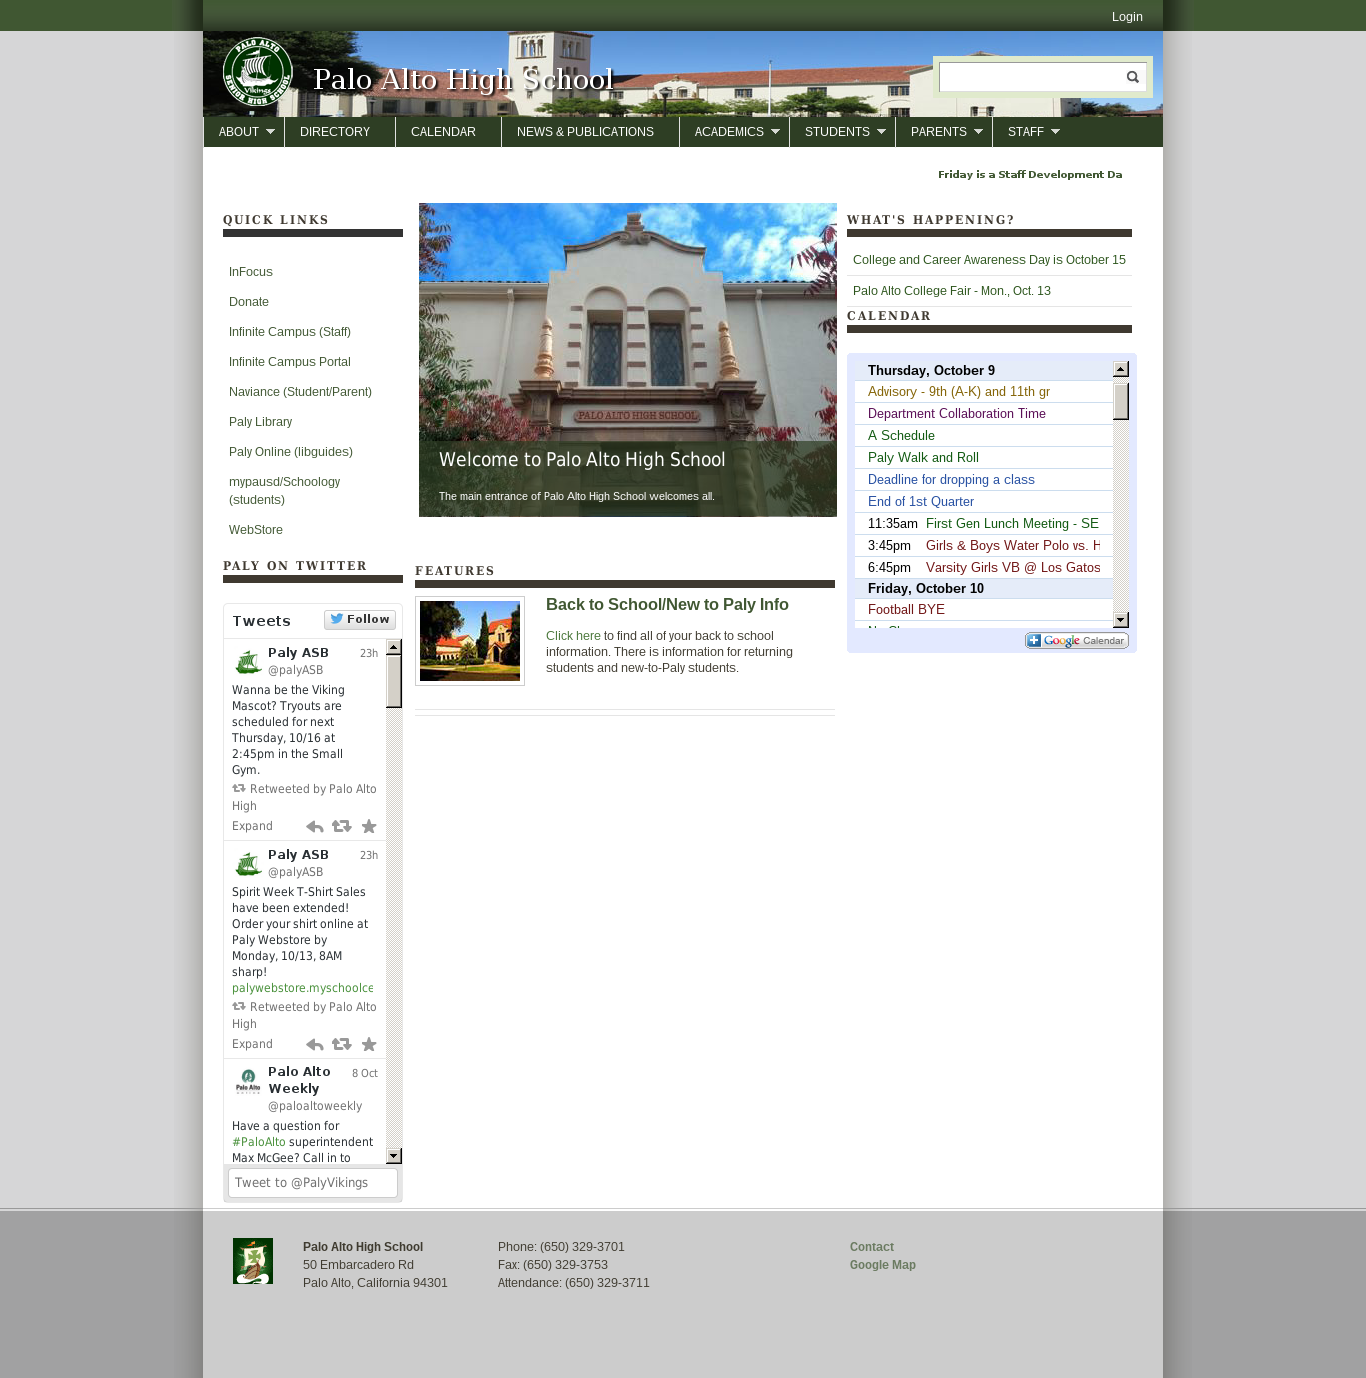 Login
PALO ALTO
Vikings
SENIOR HIGH SCHOOL
Palo Alto High School
ABOUT
DIRECTORY
CALENDAR
NEWS & PUBLICATIONS
ACADEMICS
STUDENTS
PARENTS
STAFF
Friday is a Staff Development Da
QUICK LINKS
InFocus
Donate
Infinite Campus (Staff)
Infinite Campus Portal
Naviance (Student/Parent)
Paly Library
Paly Online (libguides)
mypausd/Schoology
(students)
WebStore
PALY ON TWITTER
Tweets
Follow
Paly ASB 23h
@palyASB
Wanna be the Viking
Mascot? Tryouts are
scheduled for next
Thursday, 10/16 at
2:45pm in the Small
Gym.
Retweeted by Palo Alto
High
Expand
Paly ASB 23h
@palyASB
Spirit Week T-Shirt Sales
have been extended!
Order your shirt online at
Paly Webstore by
Monday, 10/13, 8AM
sharp!
palywebstore.myschoolce
Retweeted by Palo Alto
High
Expand
Palo Alto
Palo Alto 8 Oct
Weekly
@paloaltoweekly
Have a question for
#PaloAlto superintendent
Max McGee? Call in to
Tweet to @PalyVikings
PALO ALTO HIGH SCHOOL
Welcome to Palo Alto High School
The main entrance of Palo Alto High School welcomes all.
FEATURES
Back to School/New to Paly Info
Click here to find all of your back to school
information. There is information for returning
students and new-to-Paly students.
WHAT'S HAPPENING?
College and Career Awareness Day is October 15
Palo Alto College Fair - Mon., Oct. 13
CALENDAR
Thursday, October 9
Advisory - 9th (A-K) and 11th gr
Department Collaboration Time
A Schedule
Paly Walk and Roll
Deadline for dropping a class
End of 1st Quarter
11:35am First Gen Lunch Meeting - SE
3:45pm Girls & Boys Water Polo vs. H
6:45pm Varsity Girls VB @ Los Gatos
Friday, October 10
Football BYE
Google Calendar
Palo Alto High School
50 Embarcadero Rd
Palo Alto, California 94301
Phone: (650) 329-3701
Fax: (650) 329-3753
Attendance: (650) 329-3711
Contact
Google Map